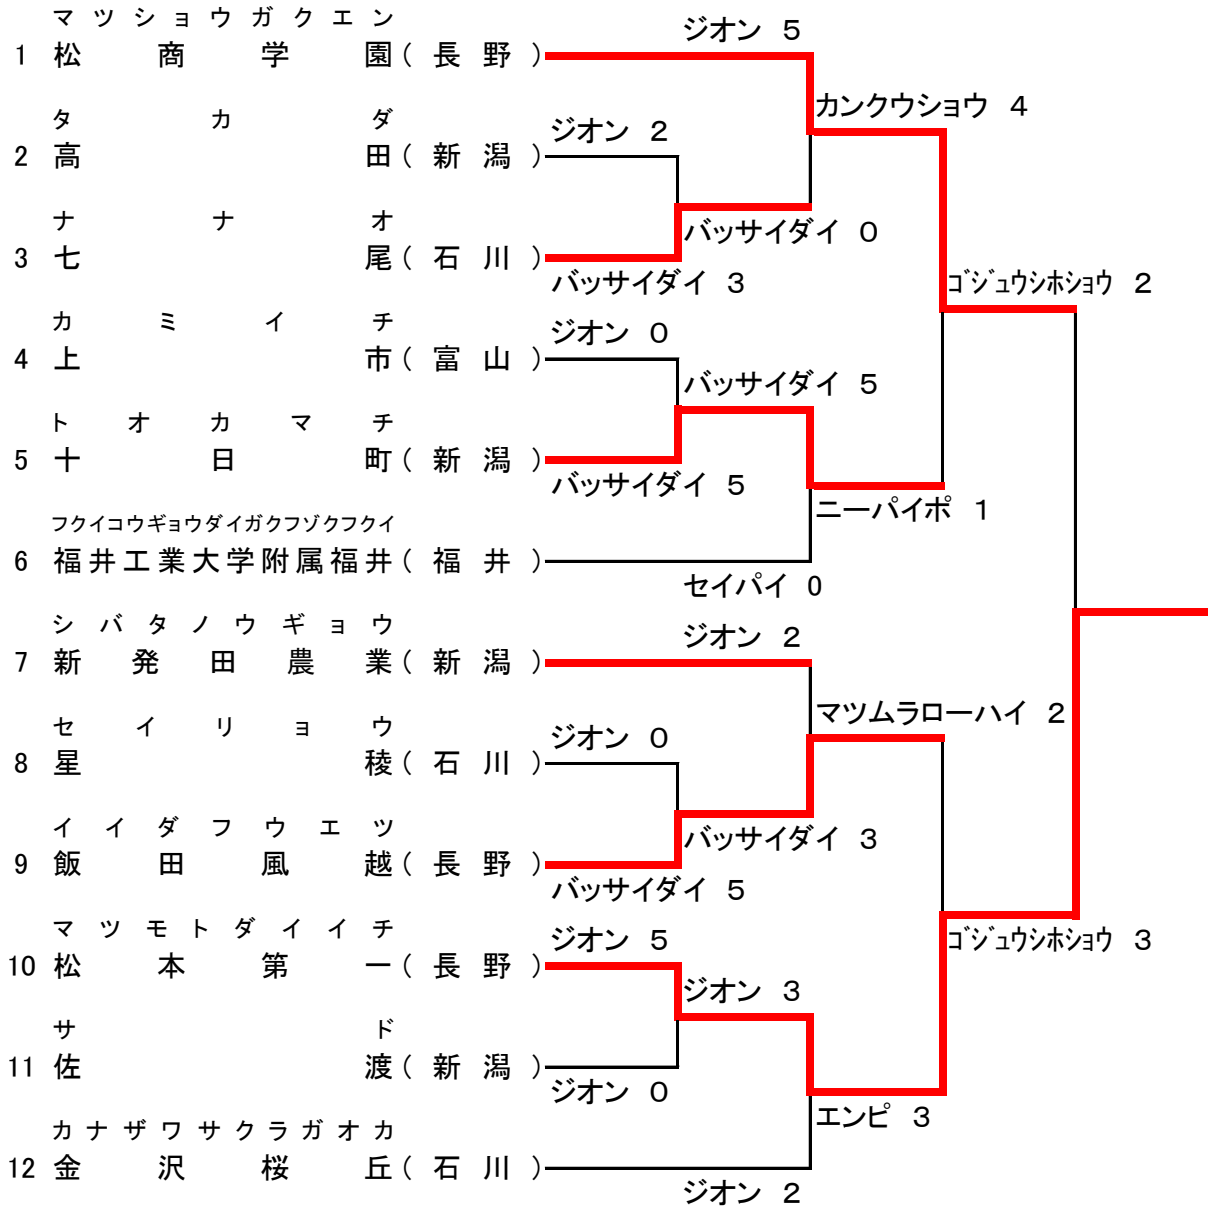 マツショウガクエン
ジオン 5
1 松商学園(長野)
カンクウショウ 4
タカダ
ジオン 2
2 高田(新潟)
ナナオ
バッサイダイ 0
3 七尾(石川)
バッサイダイ 3
ゴジュウシホショウ 2
カミイチ
ジオン 0
4 上市(富山)
バッサイダイ 5
トオカマチ
5 十日町(新潟)
バッサイダイ 5
ニーパイポ 1
フクイコウギョウダイガクフゾクフクイ
6 福井工業大学附属福井(福井)
セイパイ 0
シバタノウギョウ
ジオン 2
7 新発田農業(新潟)
マツムラローハイ 2
セイリョウ
ジオン 0
8 星稜(石川)
イイダフウエツ
バッサイダイ 3
9 飯田風越(長野)
バッサイダイ 5
マツモトダイイチ
ジオン 5
ゴジュウシホショウ 3
10 松本第一(長野)
ジオン 3
サド
11 佐渡(新潟)
ジオン 0
エンピ 3
カナザワサクラガオカ
12 金沢桜丘(石川)
ジオン 2